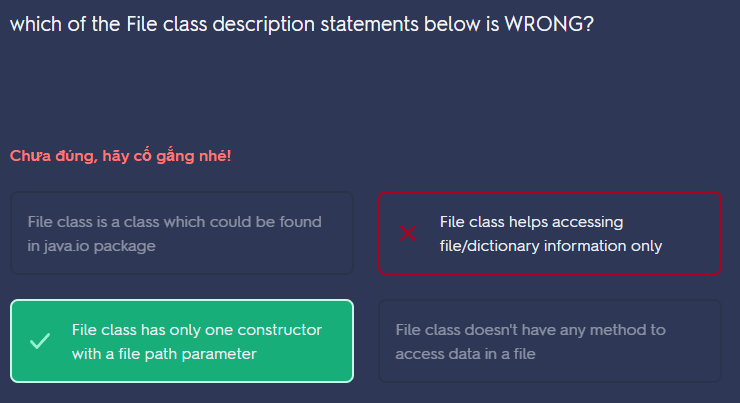 which of the File class description statements below is WRONG?
Chưa đúng, hãy cố gắng nhé!
File class is a class which could be found
in java.io package
File class helps accessing
file/dictionary information only
File class has only one constructor
with a file path parameter
File class doesn't have any method to
access data in a file